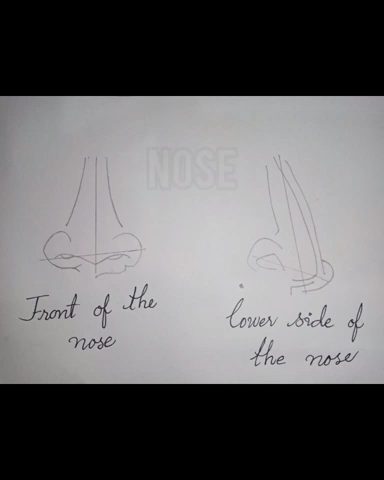 NOSE
Front of the
nose
lower side of
the nose